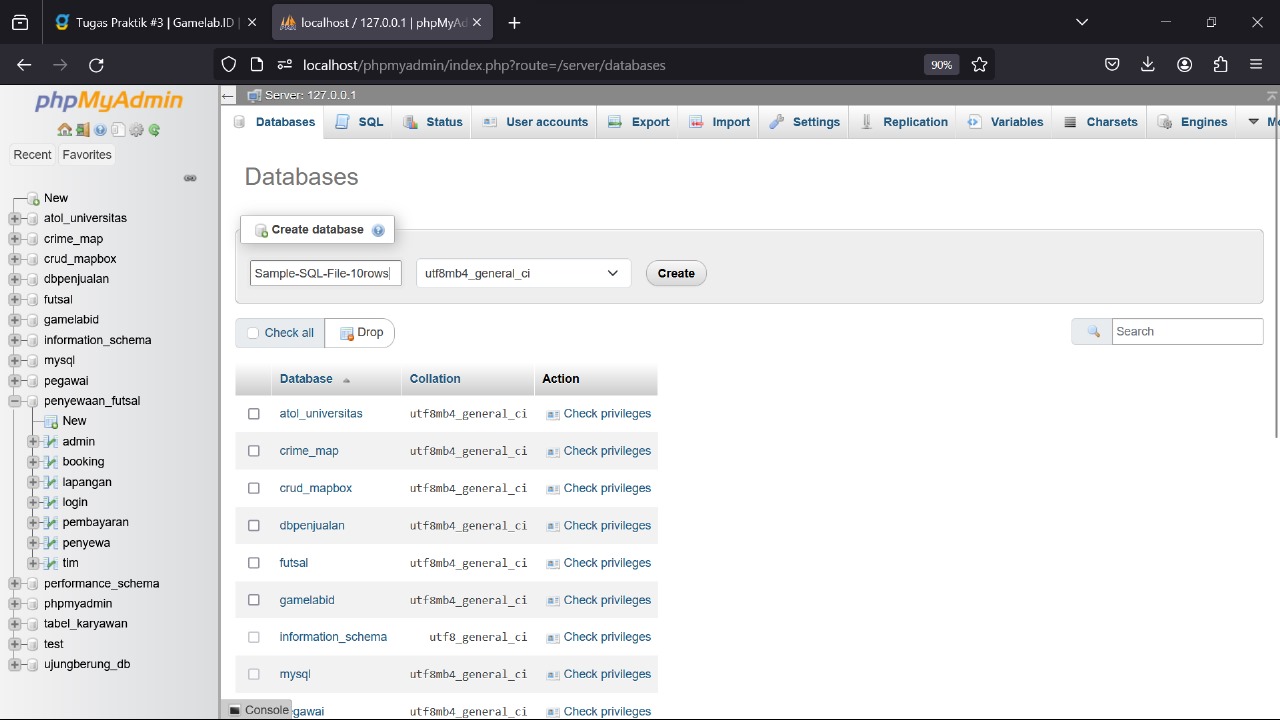 Tugas Praktik #3 | Gamelab.ID
localhost / 127.0.0.1 | phpMyAd
localhost/phpmyadmin/index.php?route=/server/databases
90%
phpMyAdmin
Recent
Favorites
New
atol_universitas
crime_map
crud_mapbox
dbpenjualan
futsal
gamelabid
information_schema
mysql
pegawai
penyewaan_futsal
New
admin
booking
lapangan
login
pembayaran
penyewa
tim
performance_schema
phpmyadmin
tabel_karyawan
test
ujungberung_db
Server: 127.0.0.1
Databases SQL Status User accounts Export Import Settings Replication Variables Charsets Engines
Databases
Create database
Sample-SQL-File-10rows utf8mb4_general_ci Create
Check all Drop Search
Database Collation Action
atol_universitas utf8mb4_general_ci Check privileges
crime_map utf8mb4_general_ci Check privileges
crud_mapbox utf8mb4_general_ci Check privileges
dbpenjualan utf8mb4_general_ci Check privileges
futsal utf8mb4_general_ci Check privileges
gamelabid utf8mb4_general_ci Check privileges
information_schema utf8_general_ci Check privileges
mysql utf8mb4_general_ci Check privileges
Console gawai utf8mb4_general_ci Check privileges